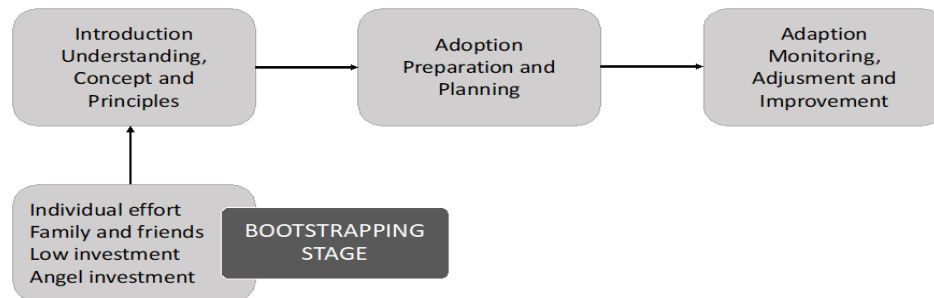 Introduction
Understanding,
Concept and
Principles
Adoption
Preparation and
Planning
Adaption
Monitoring,
Adjusment and
Improvement
Individual effort
Family and friends
Low investment
Angel investment
BOOTSTRAPPING
STAGE